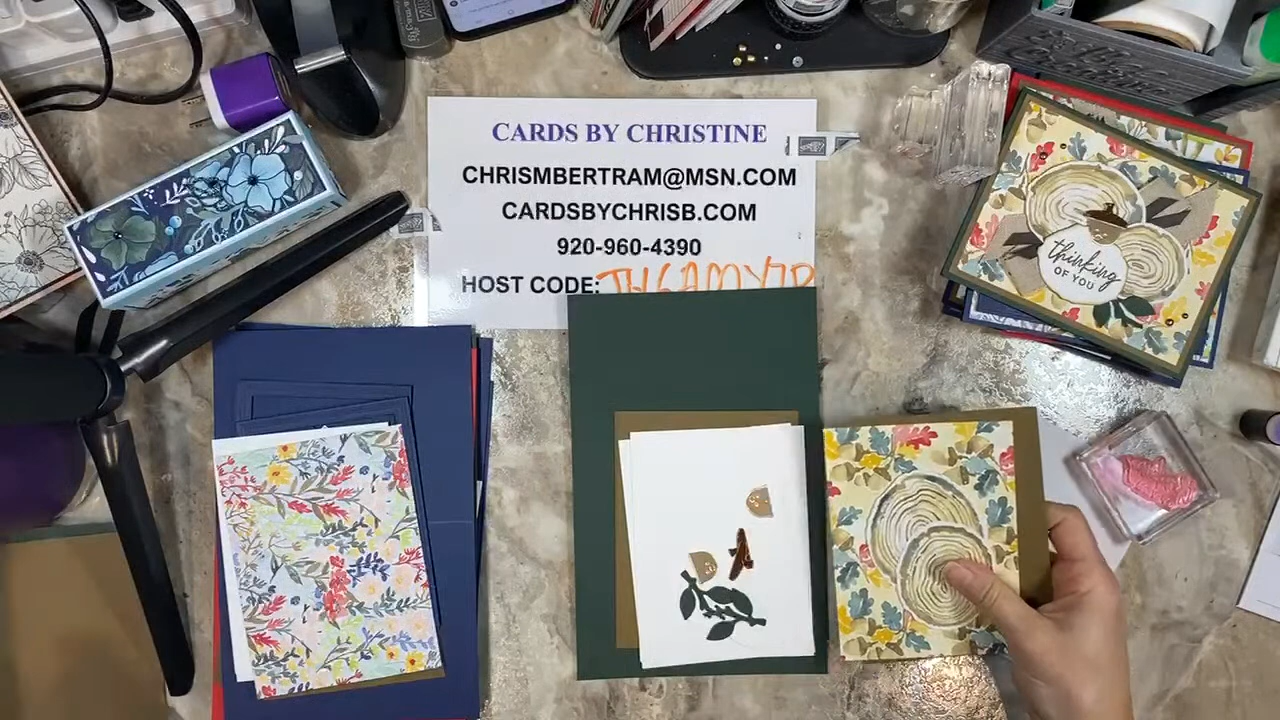 CARDS BY CHRISTINE
CHRISMBERTRAM@MSN.COM
CARDSBYCHRISB.COM
920-960-4390
HOST CODE:
thinking
OF YOU